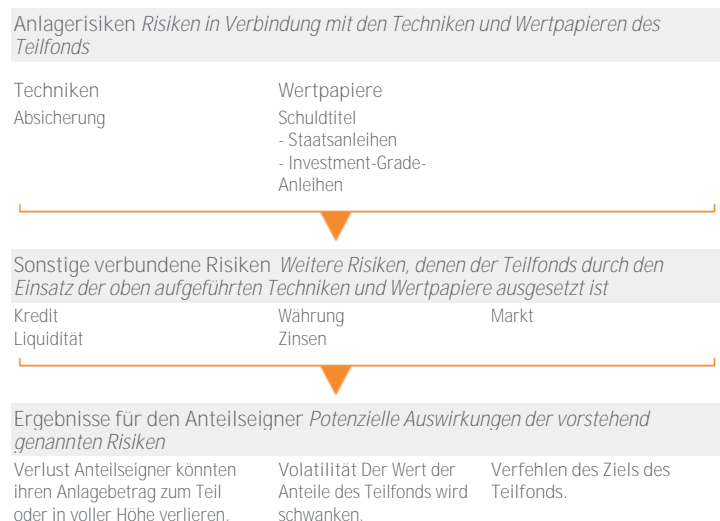 Anlagerisiken Risiken in Verbindung mit den Techniken und Wertpapieren des
Teilfonds
Techniken
Absicherung
Wertpapiere
Schuldtitel
- Staatsanleihen
- Investment-Grade-
Anleihen
Sonstige verbundene Risiken Weitere Risiken, denen der Teilfonds durch den
Einsatz der oben aufgeführten Techniken und Wertpapiere ausgesetzt ist
Kredit
Liquidität
Währung
Zinsen
Markt
Ergebnisse für den Anteilseigner Potenzielle Auswirkungen der vorstehend
genannten Risiken
Verlust Anteilseigner könnten
ihren Anlagebetrag zum Teil
oder in voller Höhe verlieren.
Volatilität Der Wert der
Anteile des Teilfonds wird
schwanken.
Verfehlen des Ziels des
Teilfonds.